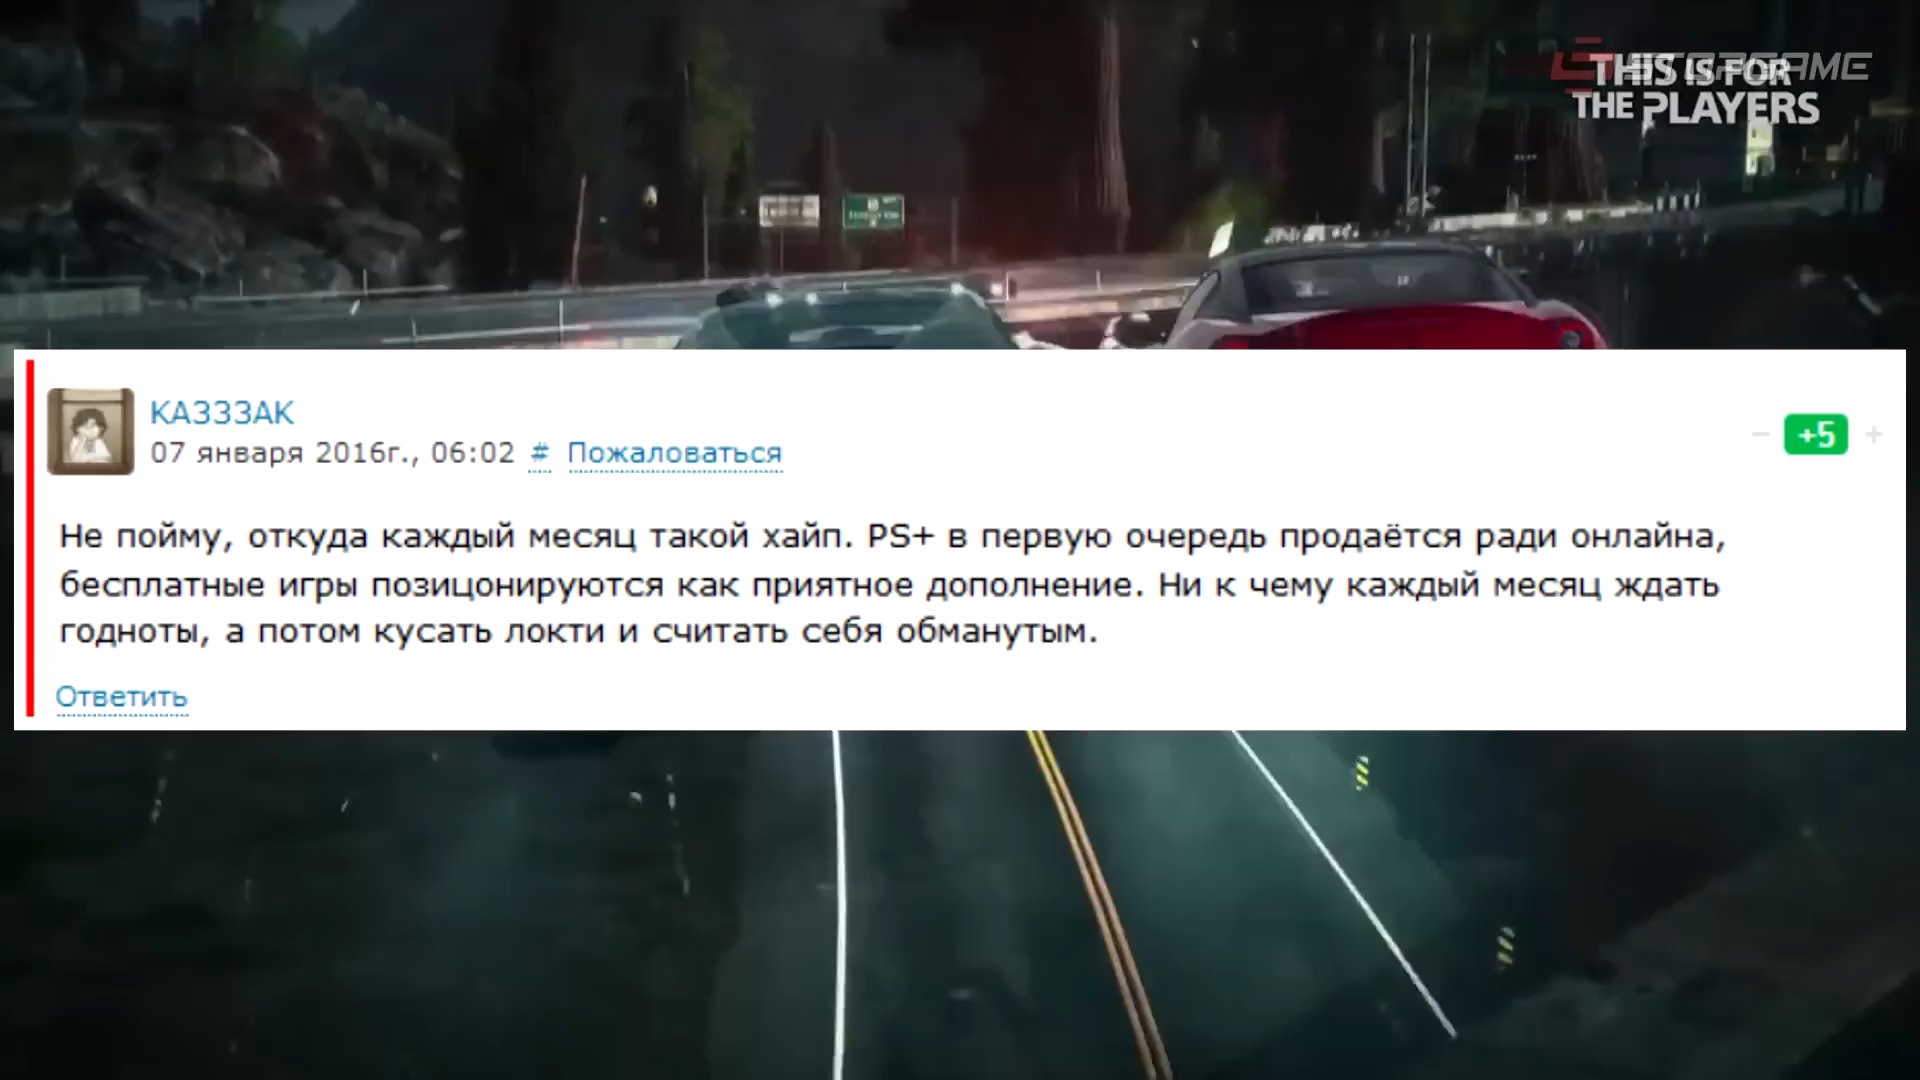 STOPGAME
THIS IS FOR
THE PLAYERS
КАЗЗЗАК
07 января 2016г., 06:02 # Пожаловаться
− +5 +
Не пойму, откуда каждый месяц такой хайп. PS+ в первую очередь продаётся ради онлайна,
бесплатные игры позицонируются как приятное дополнение. Ни к чему каждый месяц ждать
годноты, а потом кусать локти и считать себя обманутым.
Ответить